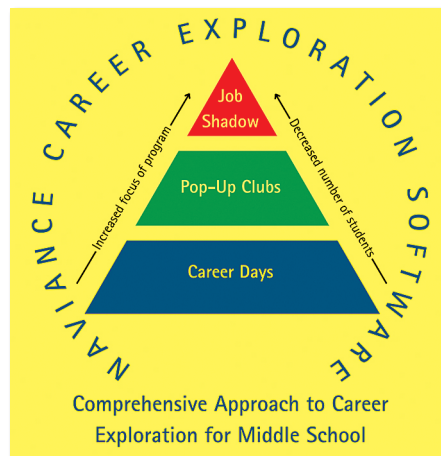 NAVIANCE CAREER EXPLORATION SOFTWARE
Job
Shadow
Increased focus of program
Decreased number of students
Pop-Up Clubs
Career Days
Comprehensive Approach to Career
Exploration for Middle School